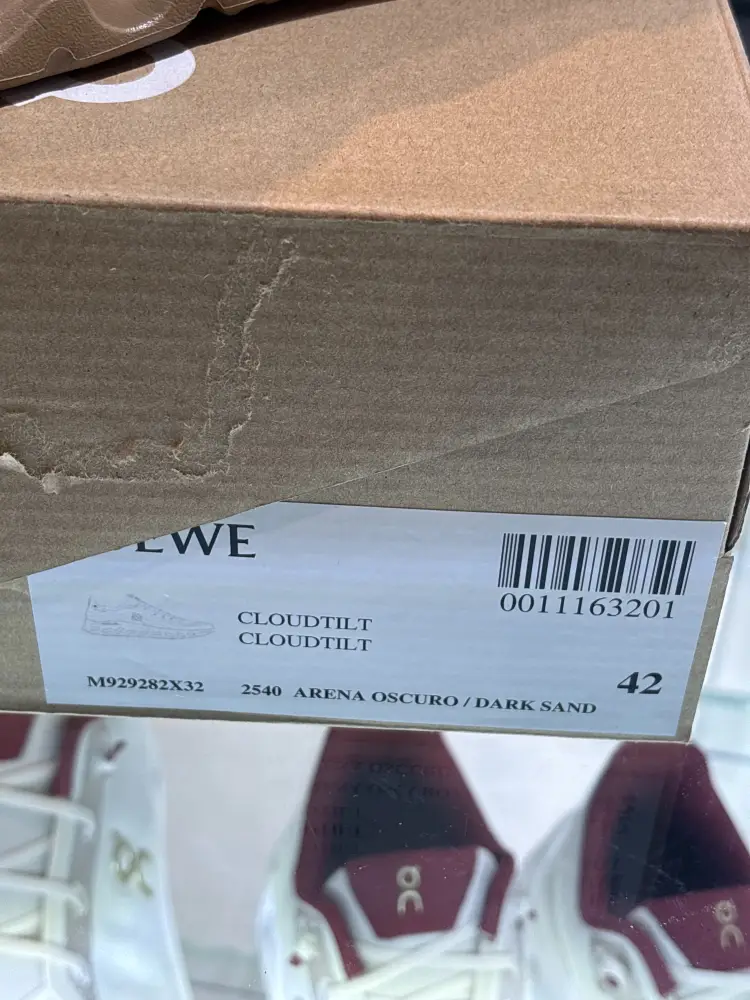 EWE
0011163201
CLOUDTILT
CLOUDTILT
M929282X32
2540 ARENA OSCURO / DARK SAND
42